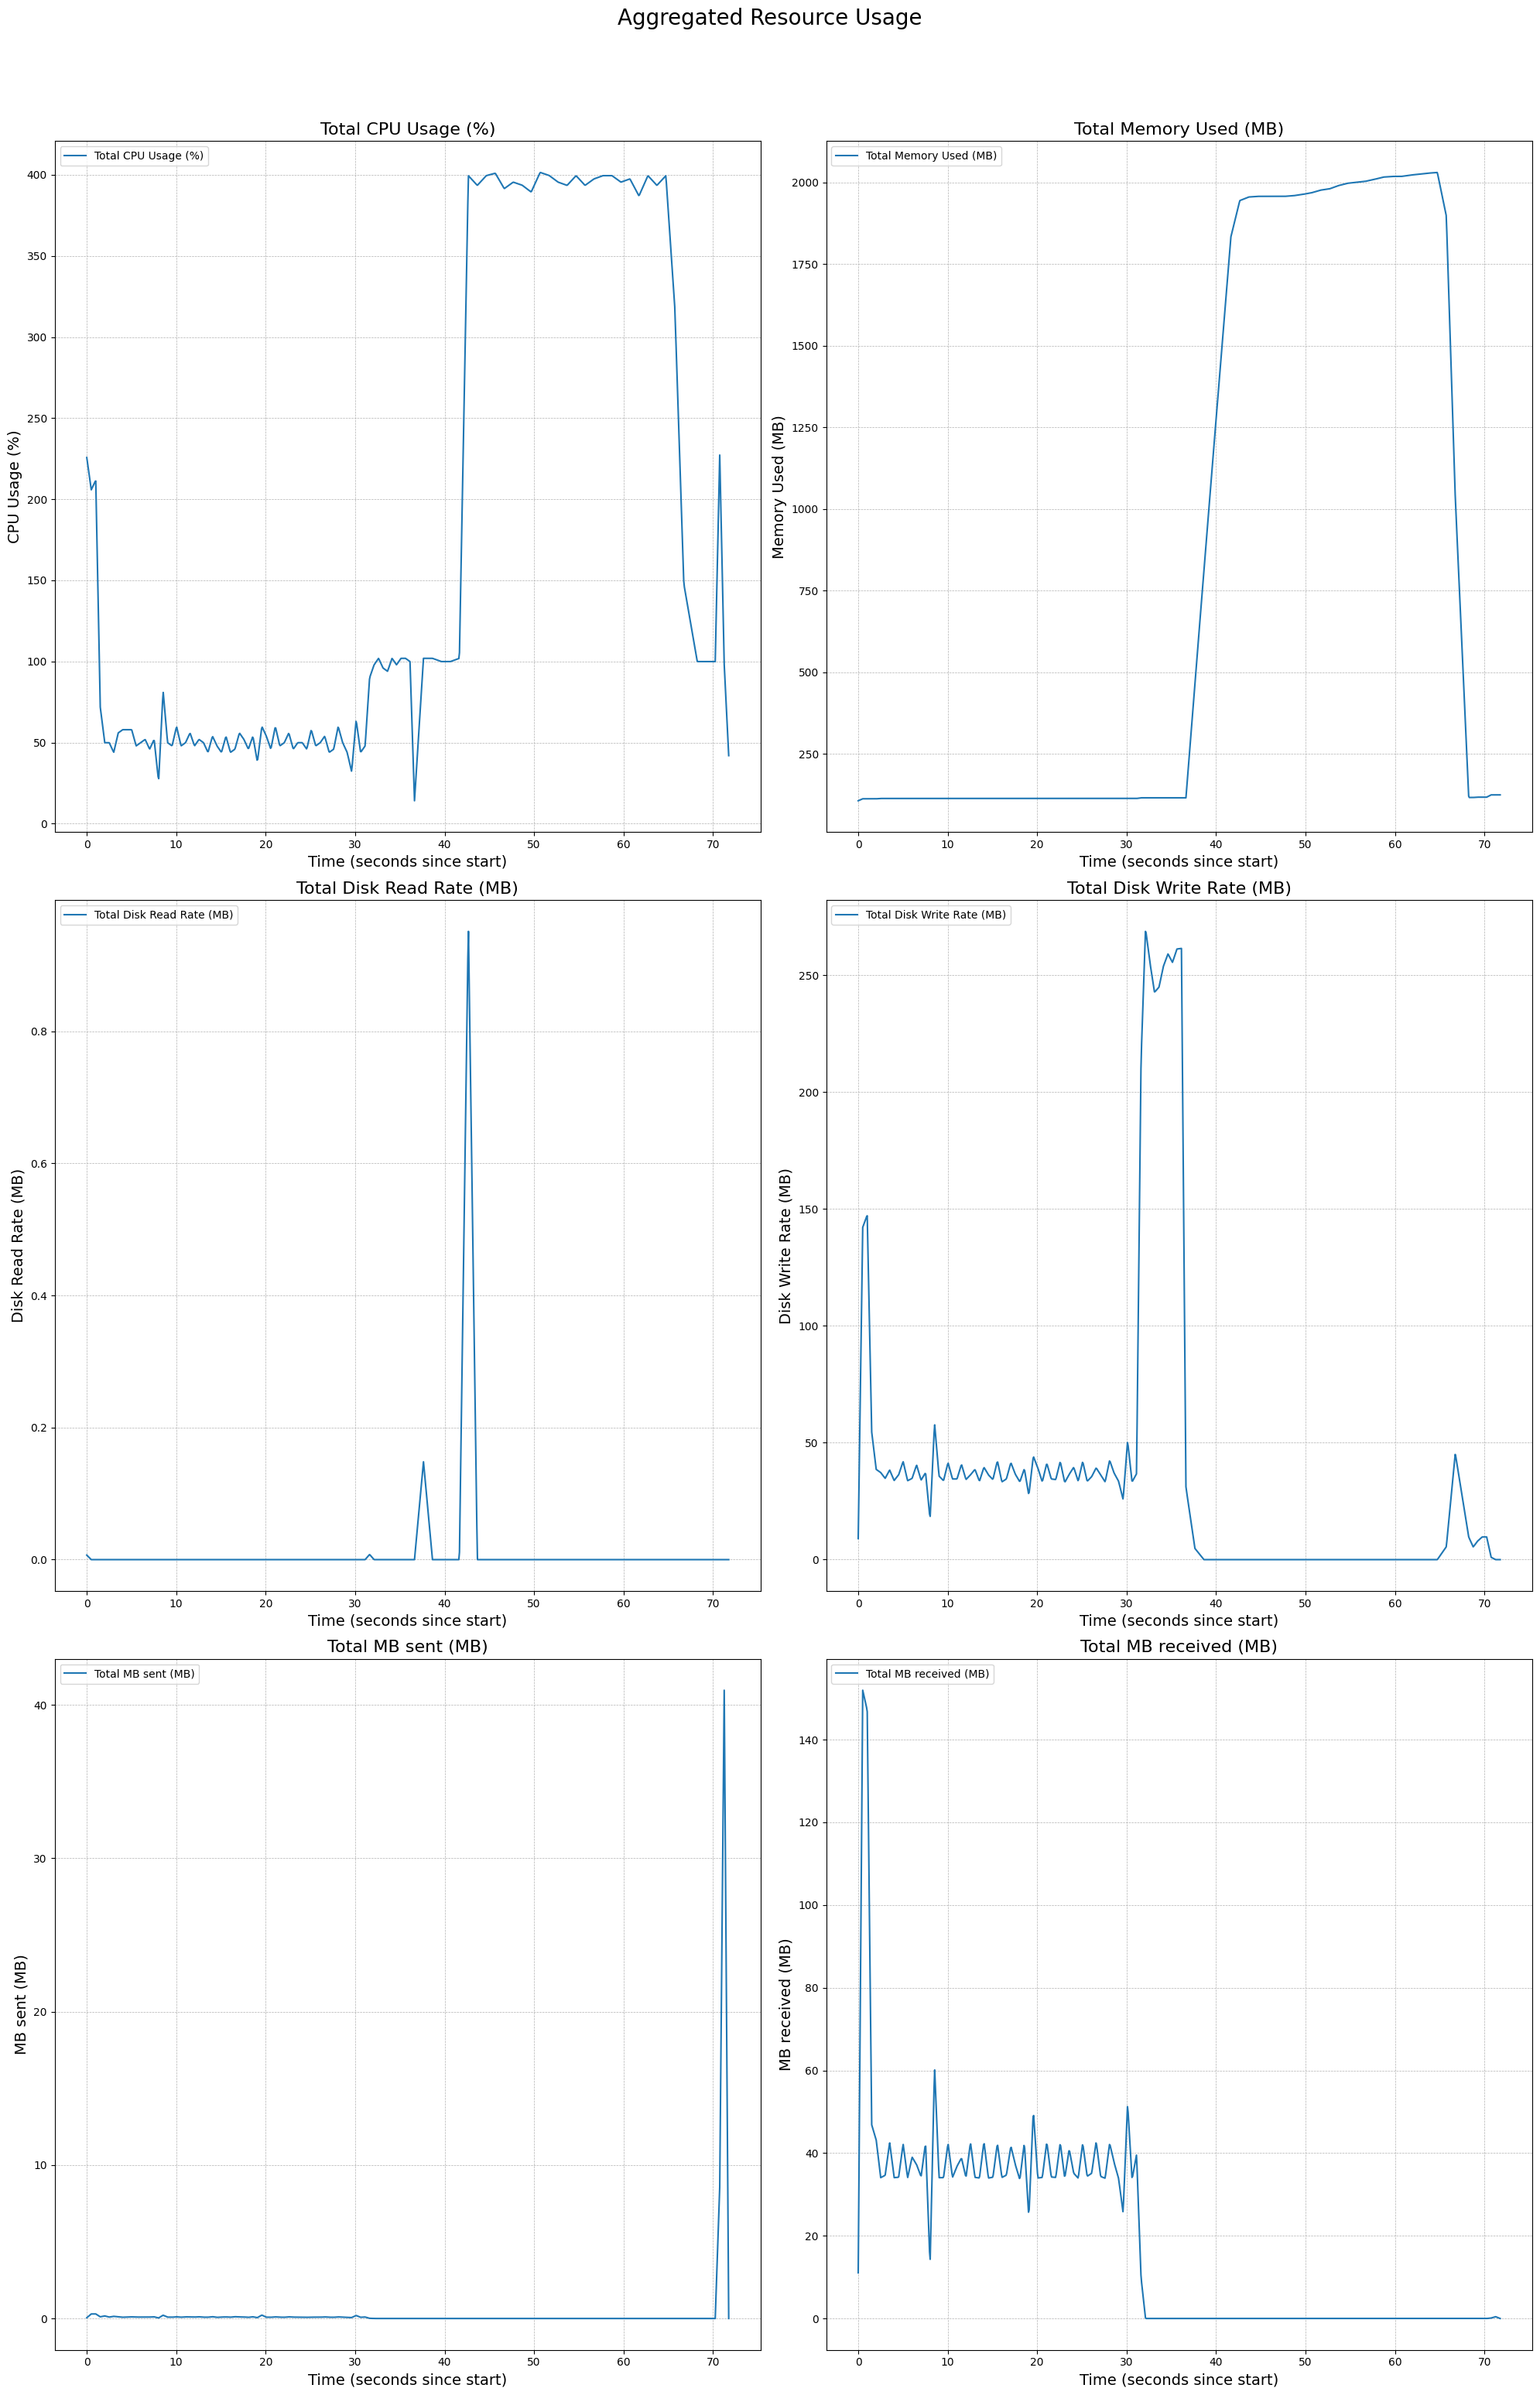 Aggregated Resource Usage
Total CPU Usage (%)
Total CPU Usage (%)
CPU Usage (%)
400
350
300
250
200
150
100
50
0
0 10 20 30 40 50 60 70
Time (seconds since start)
Total Memory Used (MB)
Total Memory Used (MB)
Memory Used (MB)
2000
1750
1500
1250
1000
750
500
250
0 10 20 30 40 50 60 70
Time (seconds since start)
Total Disk Read Rate (MB)
Total Disk Read Rate (MB)
Disk Read Rate (MB)
0.8
0.6
0.4
0.2
0.0
0 10 20 30 40 50 60 70
Time (seconds since start)
Total Disk Write Rate (MB)
Total Disk Write Rate (MB)
Disk Write Rate (MB)
250
200
150
100
50
0
0 10 20 30 40 50 60 70
Time (seconds since start)
Total MB sent (MB)
Total MB sent (MB)
MB sent (MB)
40
30
20
10
0
0 10 20 30 40 50 60 70
Time (seconds since start)
Total MB received (MB)
Total MB received (MB)
MB received (MB)
140
120
100
80
60
40
20
0
0 10 20 30 40 50 60 70
Time (seconds since start)